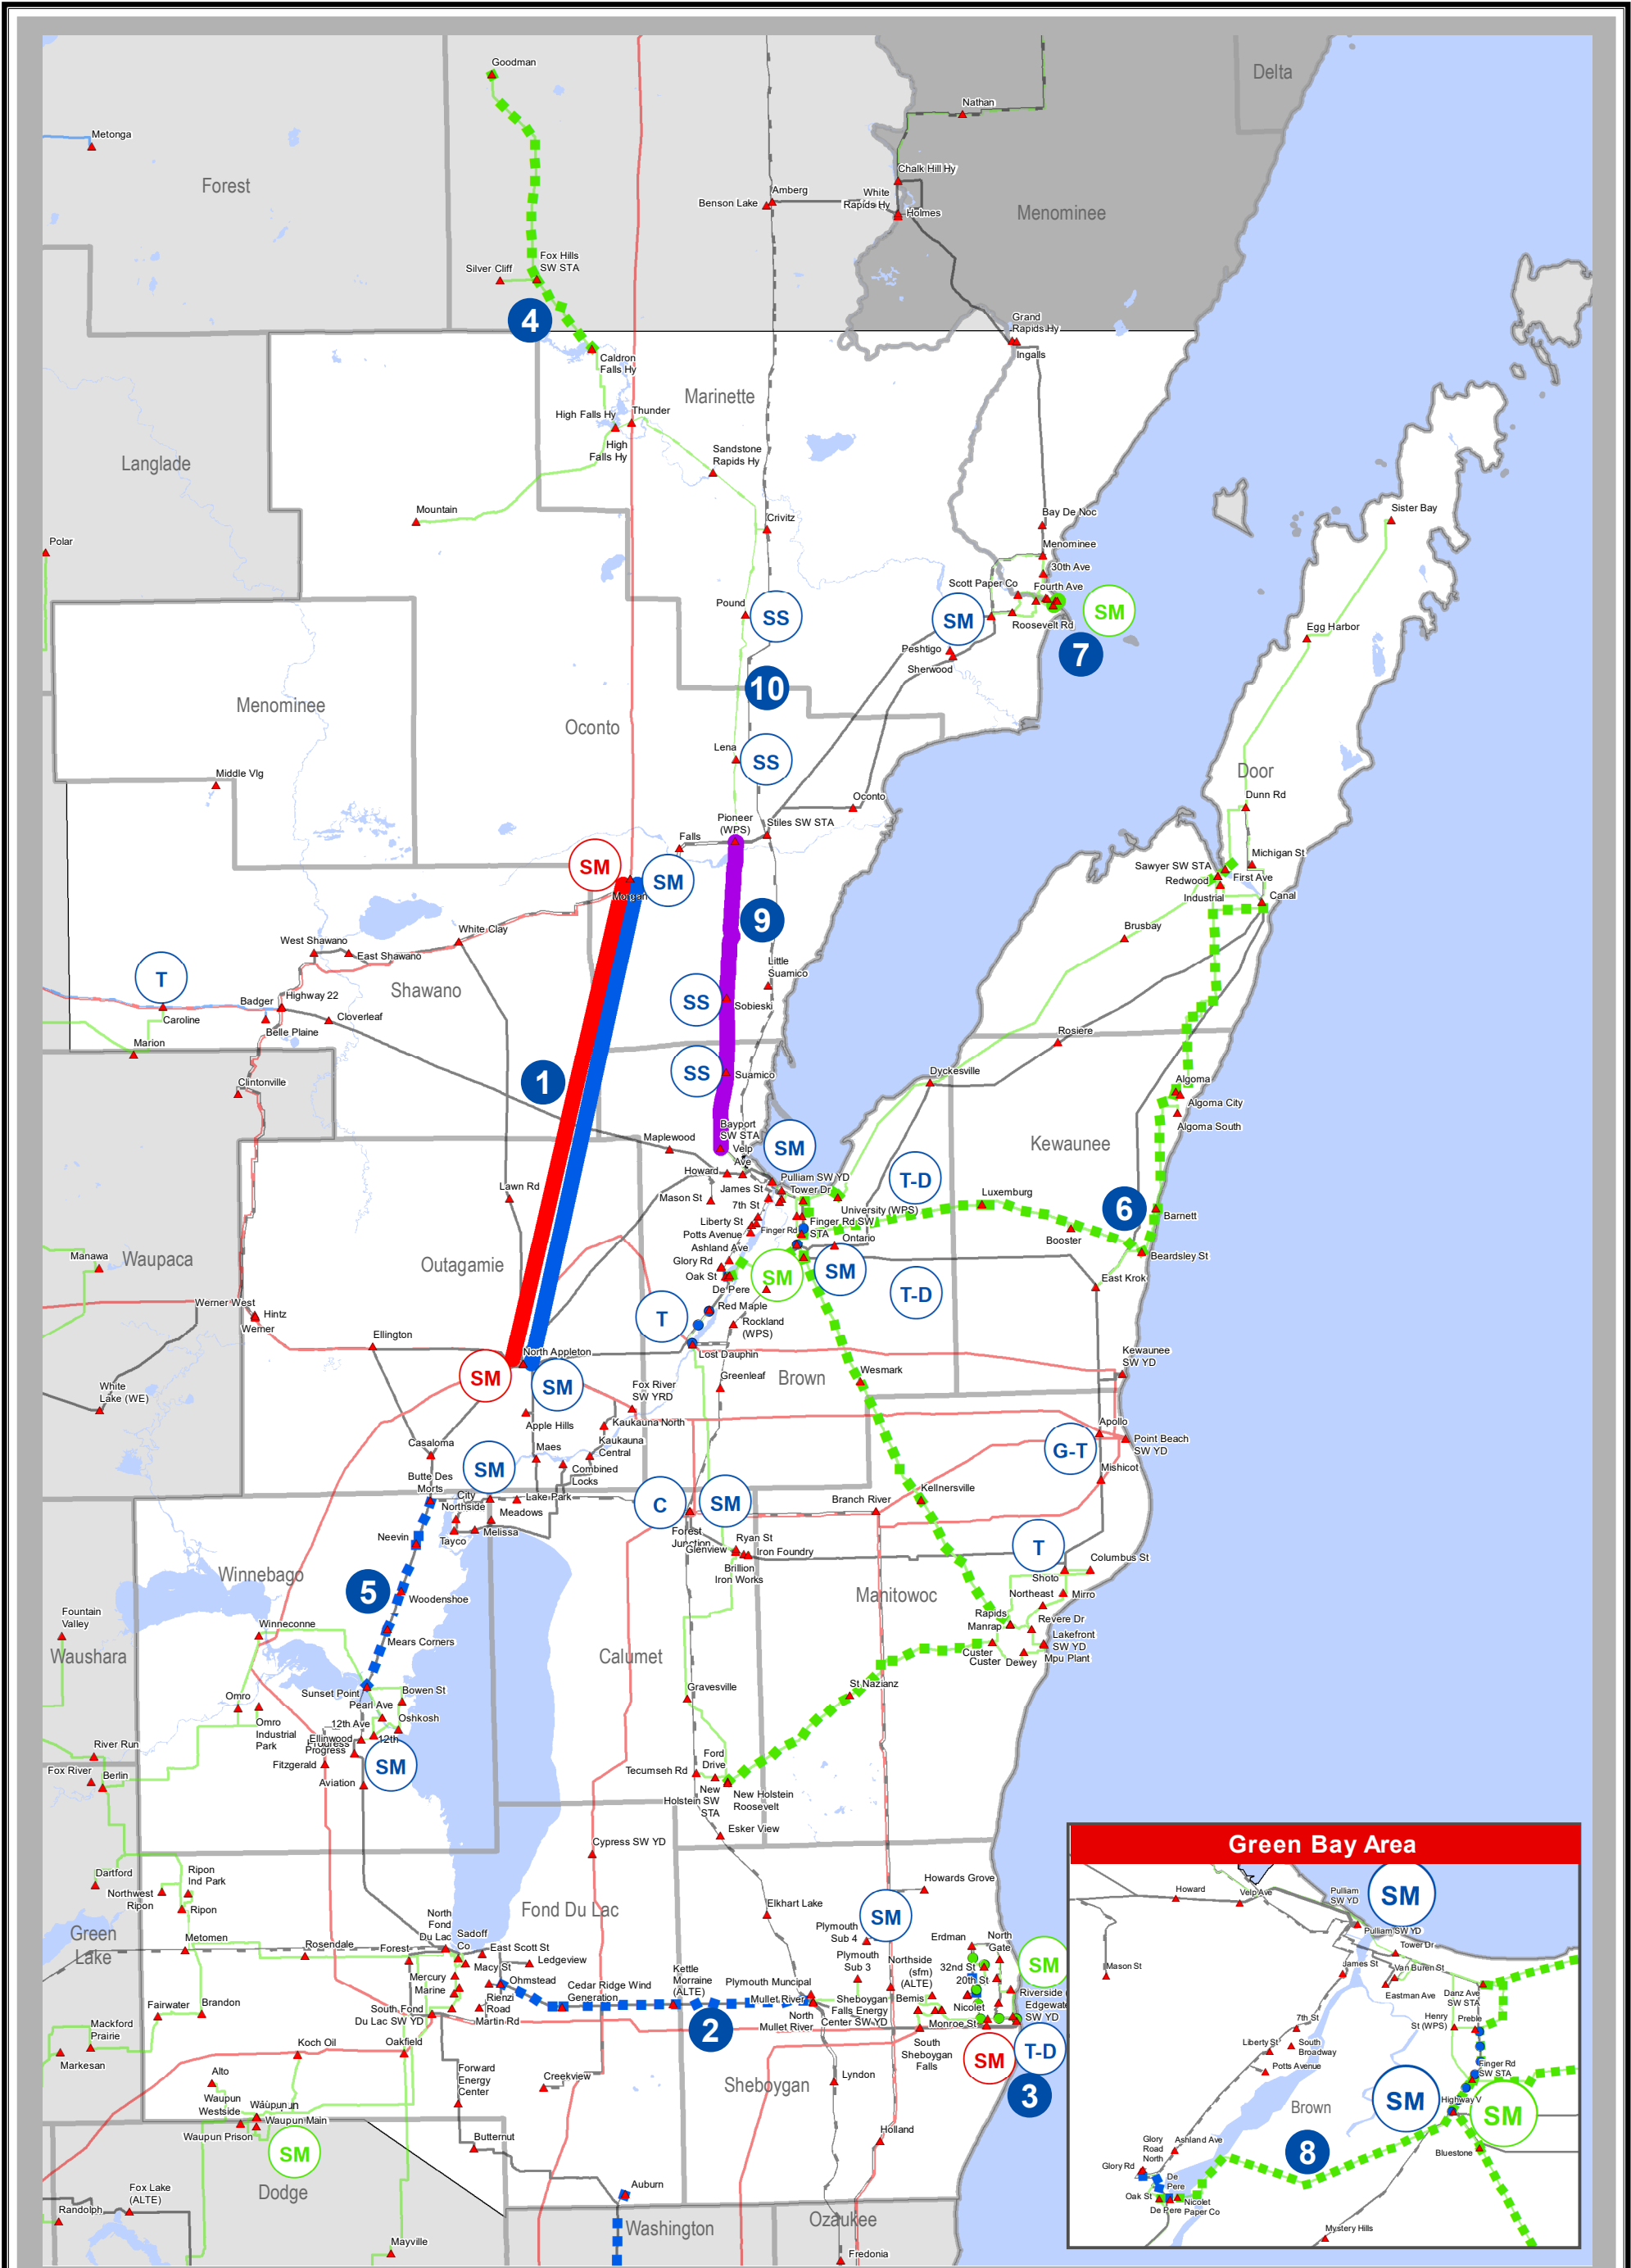 Goodman
Delta
Nathan
Metonga
Forest
Chalk Hill Hy
Amberg
Benson Lake
White
Rapids Hy
Holmes
Menominee
Fox Hills
SW STA
Silver Cliff
4
Grand
Rapids Hy
Ingalls
Caldron
Falls Hy
Marinette
High Falls Hy
Thunder
High
Falls Hy
Sandstone
Rapids Hy
Langlade
Mountain
Crivitz
Bay De Noc
Sister Bay
Polar
Menominee
30th Ave
Scott Paper Co
Fourth Ave
Pound
SS
SM
SM
Roosevelt Rd
Egg Harbor
Peshtigo
Sherwood
7
10
Menominee
Oconto
Lena
SS
Door
Middle Vlg
Oconto
Dunn Rd
Pioneer
(WPS)
Stiles SW STA
Falls
SM
SM
Morgan
Michigan St
Sawyer SW STA
First Ave
Redwood
Industrial
Canal
9
White Clay
West Shawano
East Shawano
Brusbay
T
Little
Suamico
Shawano
Badger
Highway 22
SS
Sobieski
Caroline
Cloverleaf
Belle Plaine
Marion
Rosiere
SS
Suamico
1
Dyckesville
Clintonville
Algoma
Algoma City
Algoma South
Bayport
SW STA
Maplewood
Velp
Ave
SM
Kewaunee
Howard
Pulliam SW YD
James St
Tower Dr
T-D
Lawn Rd
Mason St
7th St
Luxemburg
6
Barnett
University (WPS)
Liberty St
Finger Rd SW
STA
Potts Avenue
Finger Rd
Ontario
Booster
Beardsley St
Manawa
Waupaca
Outagamie
Ashland Ave
Glory Rd
Oak St
De Pere
SM
SM
T-D
East Krok
Werner West
Hintz
Werner
T
Red Maple
Rockland
(WPS)
Ellington
North Appleton
Lost Dauphin
Kewaunee
SW YD
SM
SM
Greenleaf
Brown
Wesmark
White
Lake (WE)
Fox River
SW YRD
Apple Hills
Kaukauna North
Apollo
Point Beach
SW YD
G-T
Casaloma
Maes
Kaukauna
Central
Combined
Locks
SM
Mishicot
Butte Des
Morts
City
Lake Park
Northside
Meadows
C
SM
Branch River
Kellnersville
Tayco
Melissa
Neevin
Forest
Junction
Ryan St
Glenview
Iron Foundry
Brillion
Iron Works
T
Columbus St
Shoto
Winnebago
5
Woodenshoe
Manitowoc
Northeast
Mirro
Fountain
Valley
Winneconne
Mears Corners
Rapids
Manrap
Revere Dr
Lakefront
SW YD
Mpu Plant
Waushara
Calumet
Custer
Custer
Dewey
Sunset Point
Bowen St
Gravesville
St Nazianz
Omro
Pearl Ave
Oshkosh
Omro
Industrial
Park
12th Ave
12th
Ellinwood
Progress
Fitzgerald
SM
River Run
Fox River
Berlin
Aviation
Ford
Drive
Tecumseh Rd
New
Holstein SW
STA
New Holstein
Roosevelt
Esker View
Cypress SW YD
Dartford
Ripon
Ind Park
Northwest
Ripon
Ripon
Howards Grove
Elkhart Lake
SM
Green
Lake
Fond Du Lac
North
Fond
Du Lac
Sadoff
Co
Metomen
Rosendale
Forest
East Scott St
Ledgeview
Plymouth
Sub 4
Plymouth
Sub 3
Erdman
North
Gate
SM
Macy St
Mercury
Marine
Ohmstead
Rienzi
Road
Martin Rd
Cedar Ridge Wind
Generation
Kettle
Morraine
(ALTE)
Plymouth Muncipal
Mullet River
North
Mullet River
Northside
(sfm)
(ALTE)
Bemis
32nd St
20th St
Nicolet
Riverside
Edgewater
SW YD
Fairwater
Brandon
South Fond
Du Lac SW YD
Sheboygan
Falls Energy
Center SW YD
Monroe St
2
Mackford
Prairie
Markesan
Koch Oil
Oakfield
South
Sheboygan
Falls
SM
T-D
3
Alto
Waupun
Westside
Waupun Main
Waupun Prison
Forward
Energy
Center
Creekview
Sheboygan
Lyndon
Holland
SM
Butternut
Dodge
Fox Lake
(ALTE)
Randolph
Auburn
Mayville
Washington
Ozaukee
Fredonia
Green Bay Area
Howard
Velp Ave
Pulliam
SW YD
SM
Pulliam SW YD
Mason St
James St
Tower Dr
Van Buren St
Eastman Ave
Danz Ave
SW STA
Henry
St (WPS)
Preble
7th St
Liberty St
South
Broadway
Potts Avenue
Finger Rd
SW STA
SM
Highway V
SM
Brown
Bluestone
Glory
Road
North
Ashland Ave
8
Glory Rd
De
Pere
Oak St
De Pere
Nicolet
Paper Co
Mystery Hills